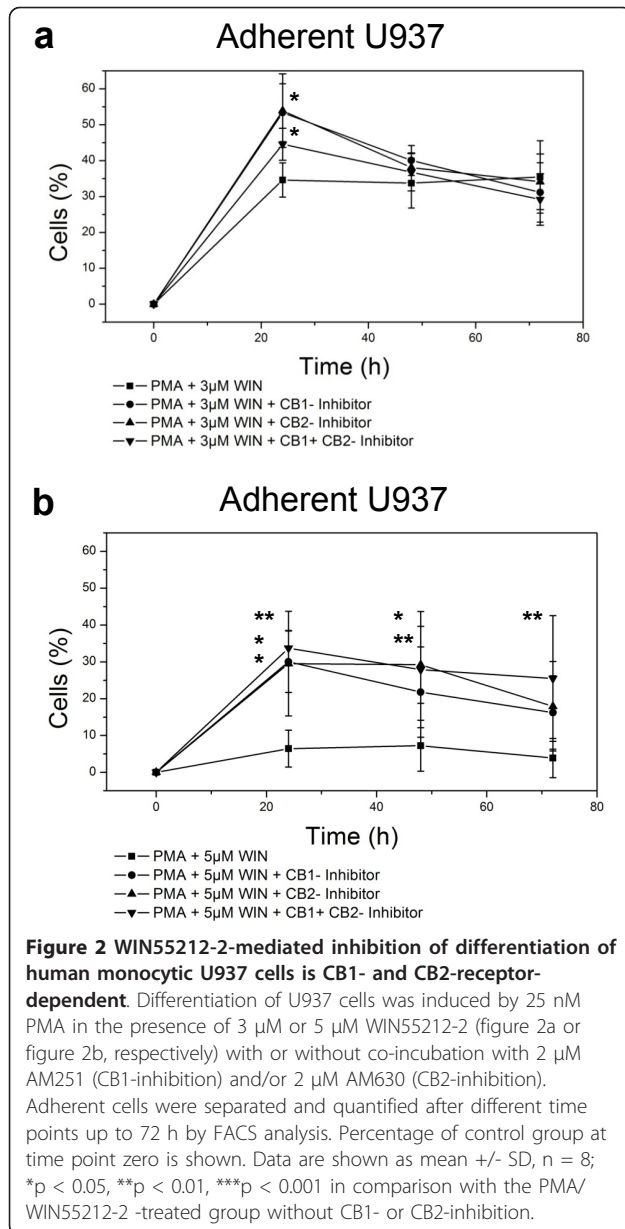 a
Adherent U937
*
*
60
50
40
30
20
10
0
Cells (%)
0 20 40 60 80
Time (h)
PMA + 3µM WIN
PMA + 3µM WIN + CB1- Inhibitor
PMA + 3µM WIN + CB2- Inhibitor
PMA + 3µM WIN + CB1+ CB2- Inhibitor
b
Adherent U937
** * **
* **
*
60
50
40
30
20
10
0
Cells (%)
0 20 40 60 80
Time (h)
PMA + 5µM WIN
PMA + 5µM WIN + CB1- Inhibitor
PMA + 5µM WIN + CB2- Inhibitor
PMA + 5µM WIN + CB1+ CB2- Inhibitor
Figure 2 WIN55212-2-mediated inhibition of differentiation of
human monocytic U937 cells is CB1- and CB2-receptor-
dependent. Differentiation of U937 cells was induced by 25 nM
PMA in the presence of 3 µM or 5 µM WIN55212-2 (figure 2a or
figure 2b, respectively) with or without co-incubation with 2 µM
AM251 (CB1-inhibition) and/or 2 µM AM630 (CB2-inhibition).
Adherent cells were separated and quantified after different time
points up to 72 h by FACS analysis. Percentage of control group at
time point zero is shown. Data are shown as mean +/- SD, n = 8;
*p < 0.05, **p < 0.01, ***p < 0.001 in comparison with the PMA/
WIN55212-2 -treated group without CB1- or CB2-inhibition.